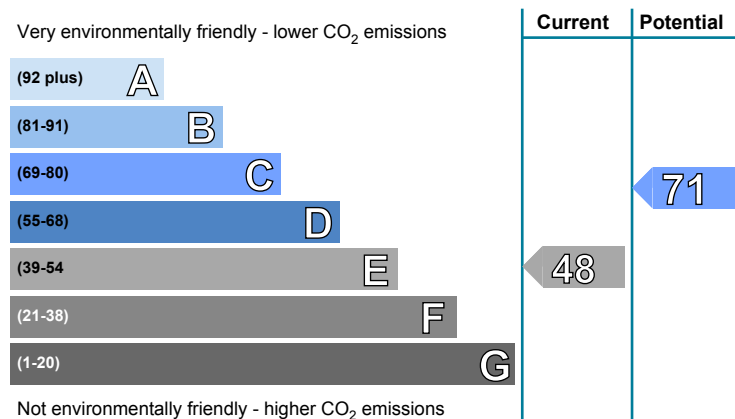 Very environmentally friendly - lower CO2 emissions
Current
Potential
(92 plus) A
(81-91) B
(69-80) C
71
(55-68) D
(39-54 E
48
(21-38) F
(1-20) G
Not environmentally friendly - higher CO2 emissions